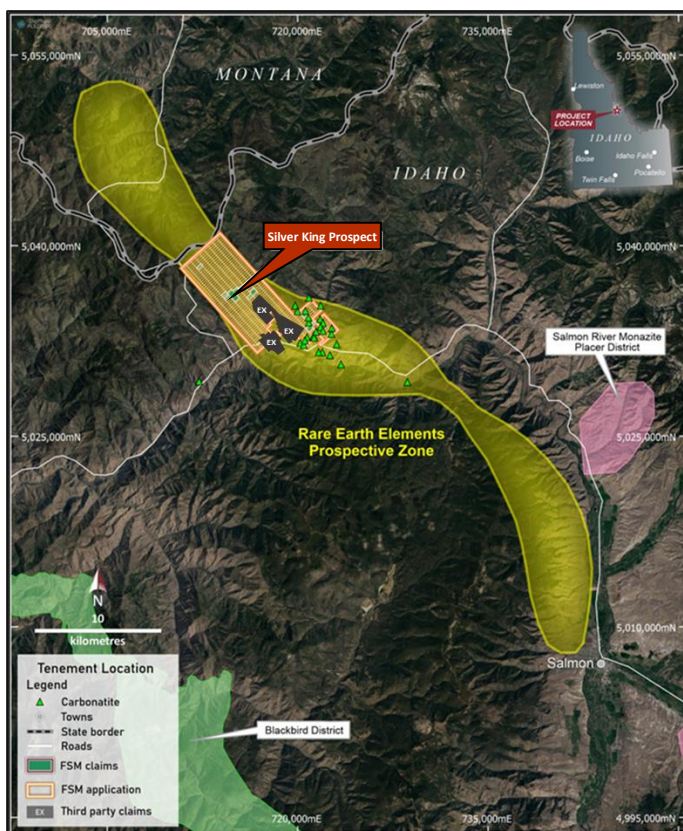 705,000mE
720,000mE
735,000mE
5,055,000mN
5,055,000mN
MONTANA
Lewiston
PROJECT
LOCATION
IDAHO
Boise
Idaho Falls
Twin Falls
Pocatello
IDAHO
Silver King Prospect
5,040,000mN
5,040,000mN
EX
EX
EX
Salmon River Monazite
Placer District
5,025,000mN
5,025,000mN
Rare Earth Elements
Prospective Zone
N
10
kilometres
5,010,000mN
Salmon
Tenement Location
Legend
Carbonatite
Towns
State border
Roads
FSM claims
FSM application
EX Third party claims
Blackbird District
720,000mE
735,000mE
4,995,000mN